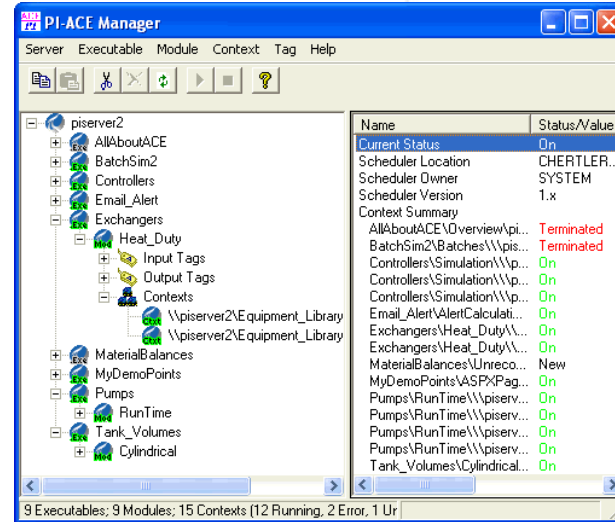 PI-ACE Manager
Server Executable Module Context Tag Help
piserver2
AllAboutACE
BatchSim2
Controllers
Email_Alert
Exchangers
Heat_Duty
Input Tags
Output Tags
Contexts
\\piserver2\Equipment_Library
\\piserver2\Equipment_Library
MaterialBalances
MyDemoPoints
Pumps
RunTime
Tank_Volumes
Cylindrical
Name Status/Value
Current Status On
Scheduler Location CHERTLER...
Scheduler Owner SYSTEM
Scheduler Version 1.x
Context Summary
AllAboutACE\Overview\pi... Terminated
BatchSim2\Batches\\\pis... Terminated
Controllers\Simulation\\\p... On
Controllers\Simulation\\\p... On
Controllers\Simulation\\\p... On
Email_Alert\AlertCalculati... On
Exchangers\Heat_Duty\\... On
Exchangers\Heat_Duty\\... On
MaterialBalances\Unreco... New
MyDemoPoints\ASPXPag... On
Pumps\RunTime\\\piserv... On
Pumps\RunTime\\\piserv... On
Pumps\RunTime\\\piserv... On
Tank_Volumes\Cylindrical... On
9 Executables; 9 Modules; 15 Contexts (12 Running, 2 Error, 1 Ur